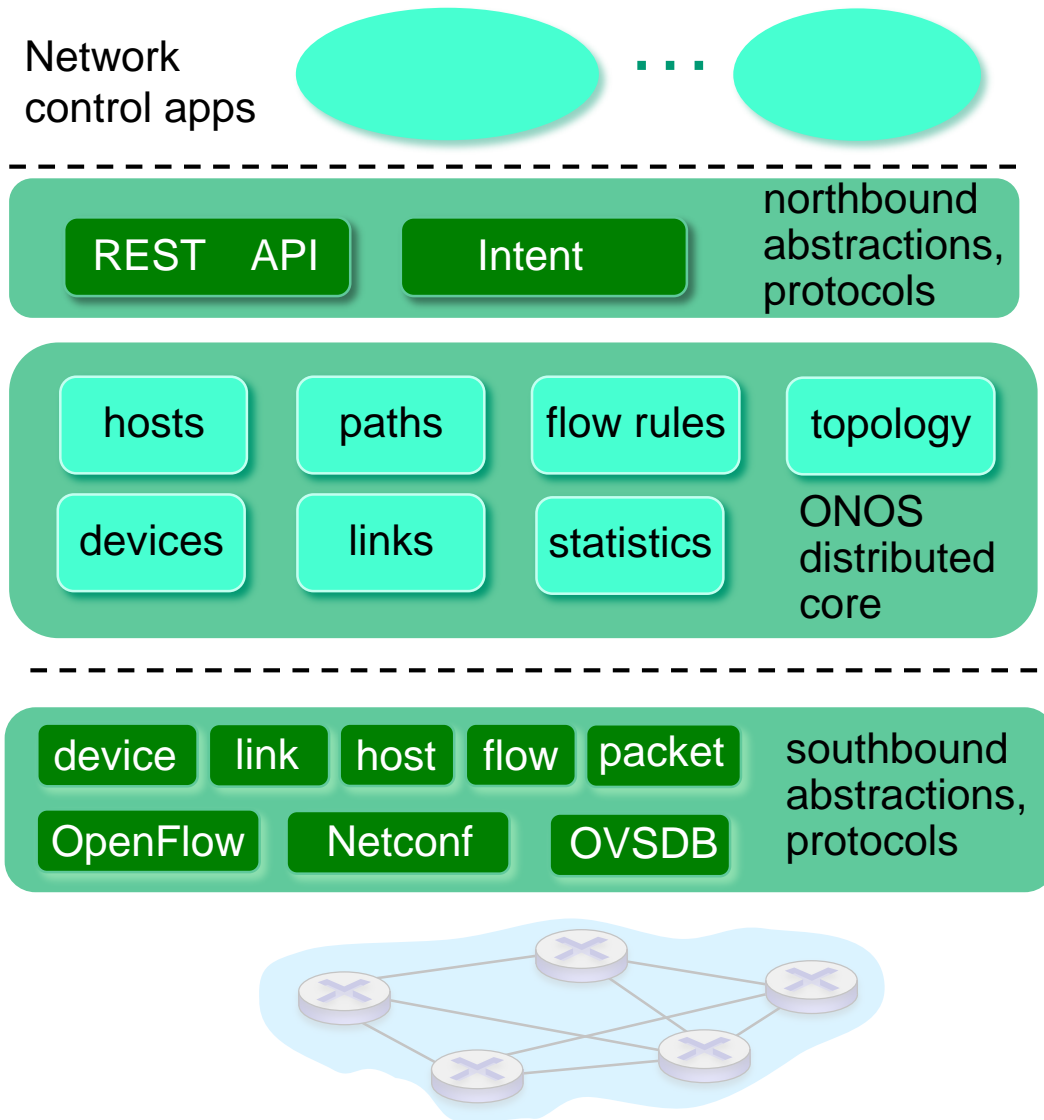 Network
control apps
...
REST API
Intent
northbound
abstractions,
protocols
hosts
paths
flow rules
topology
devices
links
statistics
ONOS
distributed
core
device
link
host
flow
packet
OpenFlow
Netconf
OVSDB
southbound
abstractions,
protocols